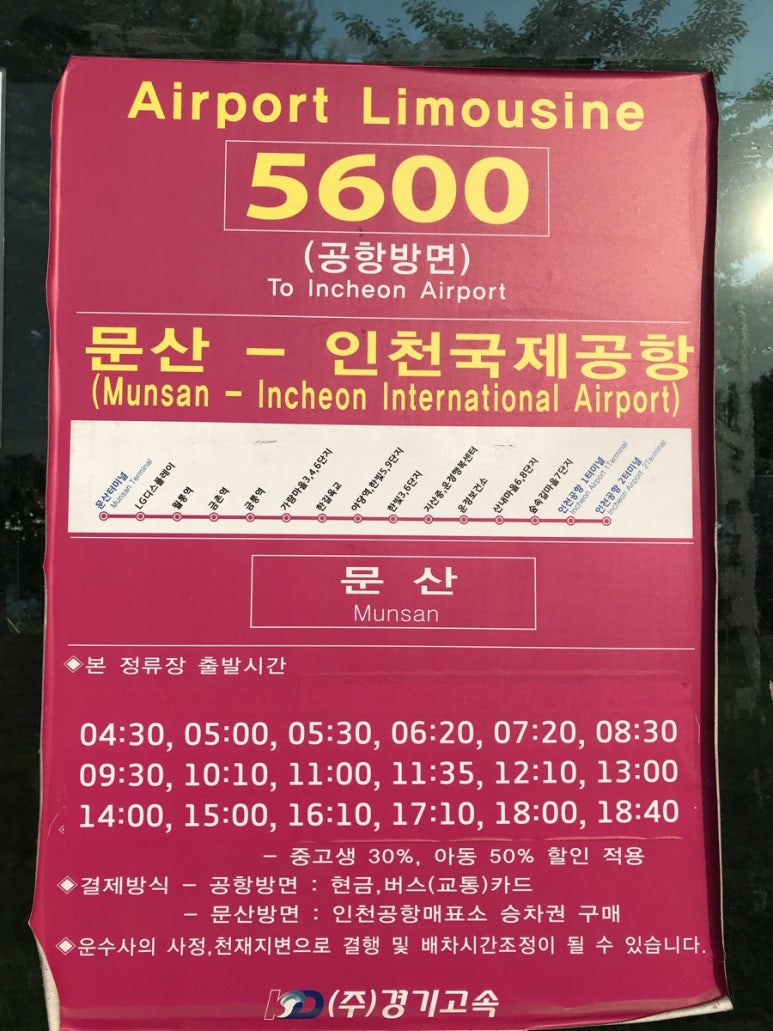 Airport Limousine
5600
(공항방면)
To Incheon Airport
문산 - 인천국제공항
(Munsan - Incheon International Airport)
문산터미널
Munsan Terminal
LG디스플레이
월롱역
금촌역
금릉역
가람마을3,4,6단지
한길육교
야당역,한빛5,9단지
한빛3,6단지
지산중,운정행복센터
운정보건소
산내마을6,8단지
숲속길마을7단지
인천공항 1터미널
Incheon Airport 1Terminal
인천공항 2터미널
Incheon Airport 2Terminal
문 산
Munsan
◈본 정류장 출발시간
04:30, 05:00, 05:30, 06:20, 07:20, 08:30
09:30, 10:10, 11:00, 11:35, 12:10, 13:00
14:00, 15:00, 16:10, 17:10, 18:00, 18:40
- 중고생 30%, 아동 50% 할인 적용
◈결제방식 - 공항방면 : 현금,버스(교통)카드
- 문산방면 : 인천공항매표소 승차권 구매
◈운수사의 사정,천재지변으로 결행 및 배차시간조정이 될 수 있습니다.
KD (주)경기고속